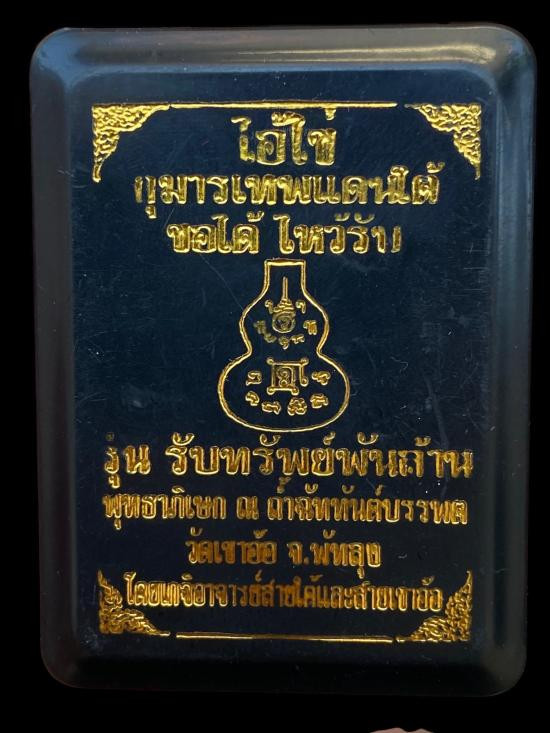 ไอ้ไข่
กุมารเทพแดนใต้
ขอได้ ไหว้รับ
รุ่น รับทรัพย์พันล้าน
พุทธาภิเษก ณ ถ้ำฉัททันต์บรรพต
วัดเขาอ้อ จ.พัทลุง
โดยเกจิอาจารย์สายใต้และสายเขาอ้อ